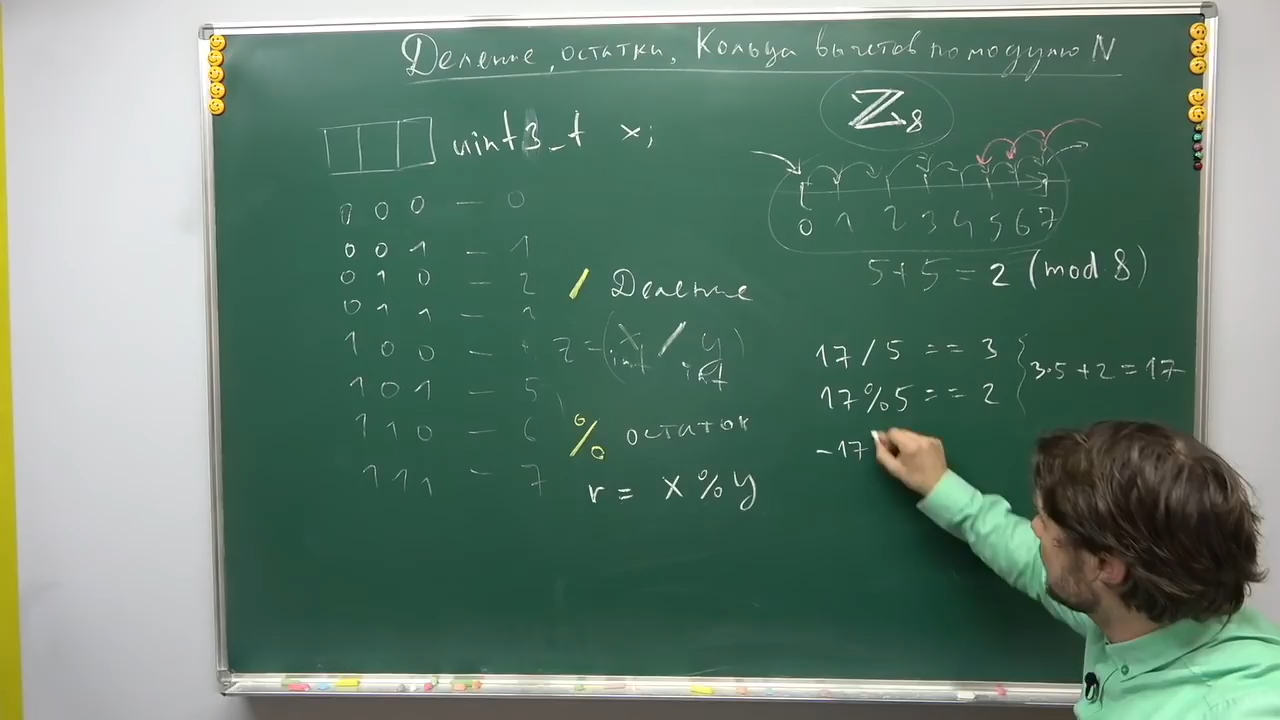 Деление, остатки, Кольца вычетов по модулю N
ℤ₈
uint3_t x;
0 1 2 3 4 5 6 7
5+5=2 (mod 8)
0 0 0 — 0
0 0 1 — 1
0 1 0 — 2
0 1 1 —
1 0 0 —
1 0 1 — 5
1 1 0 — 6
1 1 1 — 7
/ Деление
z = (x / y)
int int
% остаток
r = x % y
17/5 == 3
17%5 == 2
3·5+2=17
-17